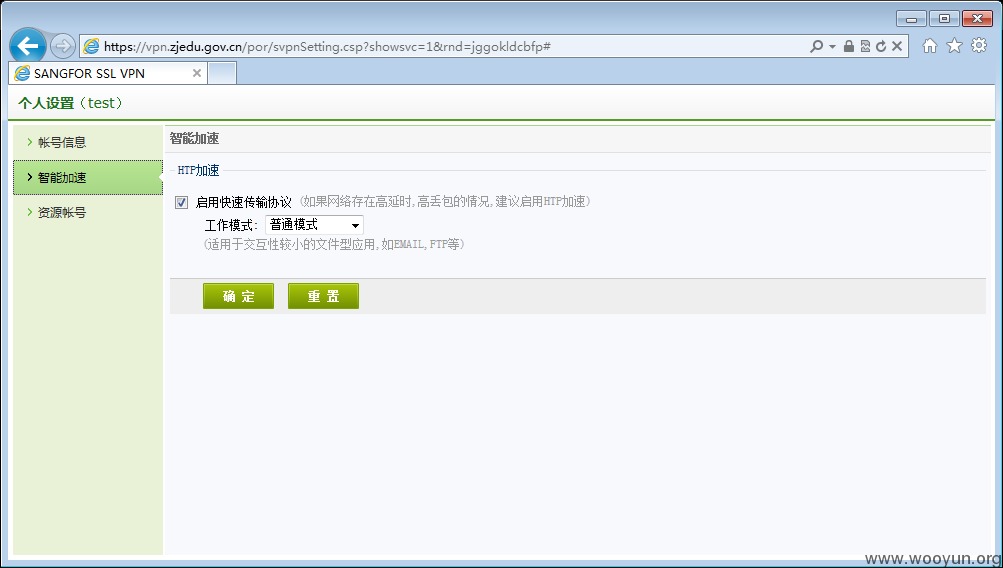 https://vpn.zjedu.gov.cn/por/svpnSetting.csp?showsvc=1&rnd=jggokldcbfp#
SANGFOR SSL VPN
个人设置（test）
帐号信息
智能加速
资源帐号
智能加速
HTP加速
启用快速传输协议 (如果网络存在高延时,高丢包的情况,建议启用HTP加速)
工作模式: 普通模式
(适用于交互性较小的文件型应用,如EMAIL,FTP等)
确 定 重 置
www.wooyun.org